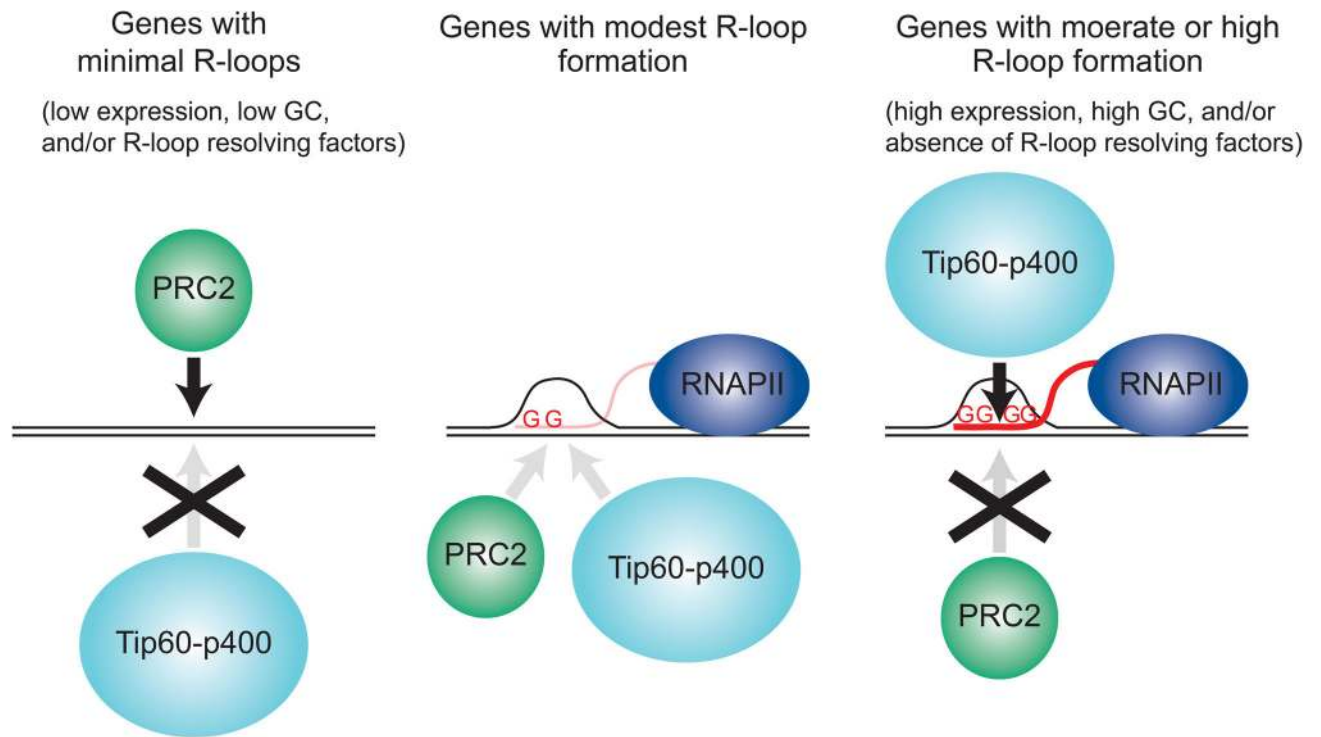 Genes with
minimal R-loops
(low expression, low GC,
and/or R-loop resolving factors)
PRC2
Tip60-p400
Genes with modest R-loop
formation
RNAPII
G G
PRC2
Tip60-p400
Genes with moerate or high
R-loop formation
(high expression, high GC, and/or
absence of R-loop resolving factors)
Tip60-p400
RNAPII
GG GG
PRC2